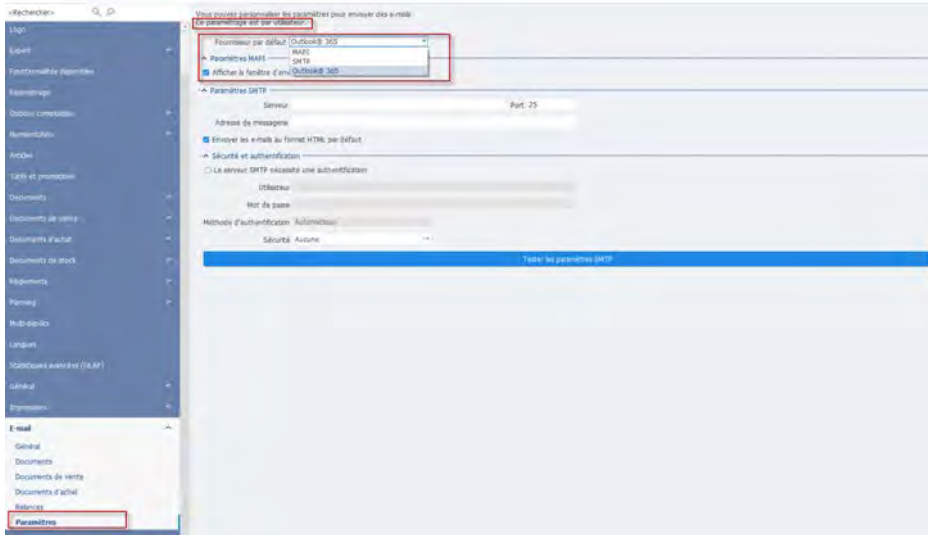 <Rechercher>
Logo
Expert
Fonctionnalités disponibles
Paramétrage
Options comptables
Numérotation
Articles
Tarifs et promotions
Documents
Documents de vente
Documents d'achat
Documents de stock
Règlements
Planning
Multi-dépôts
Langues
Statistiques avancées (OLAP)
Général
Impressions
E-mail
Général
Documents
Documents de vente
Documents d'achat
Relances
Paramètres
Vous pouvez personnaliser les paramètres pour envoyer des e-mails
Ce paramétrage est par utilisateur.
Fournisseur par défaut Outlook® 365
MAPI
SMTP
Outlook® 365
Paramètres MAPI
Afficher la fenêtre d'env
Paramètres SMTP
Serveur
Port 25
Adresse de messagerie
Envoyer les e-mails au format HTML par défaut
Sécurité et authentification
Le serveur SMTP nécessite une authentification
Utilisateur
Mot de passe
Méthode d'authentification Automatique
Sécurité Aucune
Tester les paramètres SMTP